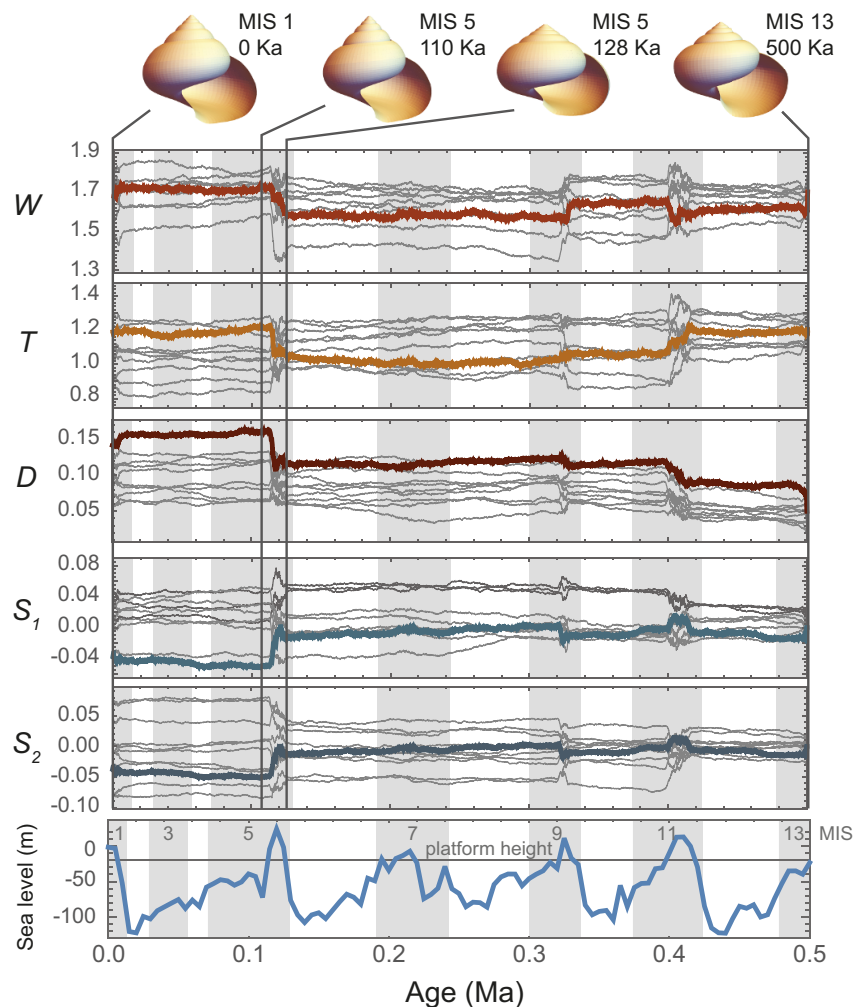 MIS 1
0 Ka
MIS 5
110 Ka
MIS 5
128 Ka
MIS 13
500 Ka
W
1.9
1.7
1.5
1.3
T
1.4
1.2
1.0
0.8
D
0.15
0.10
0.05
S1
0.08
0.04
0.00
-0.04
S2
0.05
0.00
-0.05
-0.10
Sea level (m)
0
-50
-100
1 3 5 7 9 11 13 MIS
platform height
0.0 0.1 0.2 0.3 0.4 0.5
Age (Ma)